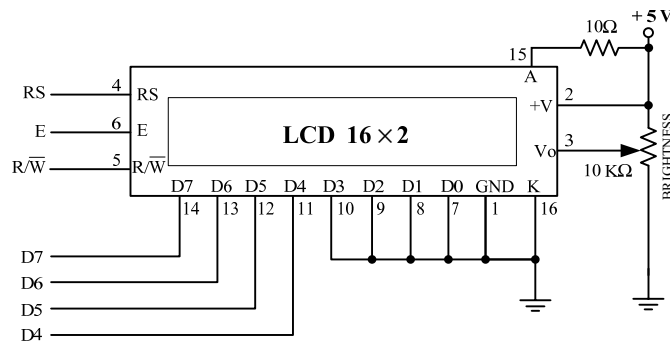 +5V
10Ω
15
A
RS 4 RS
+V 2
E 6 E
LCD 16×2
Vo 3
R/W̅ 5 R/W̅
10 KΩ
BRIGHTNESS
D7 D6 D5 D4 D3 D2 D1 D0 GND K
14 13 12 11 10 9 8 7 1 16
D7
D6
D5
D4